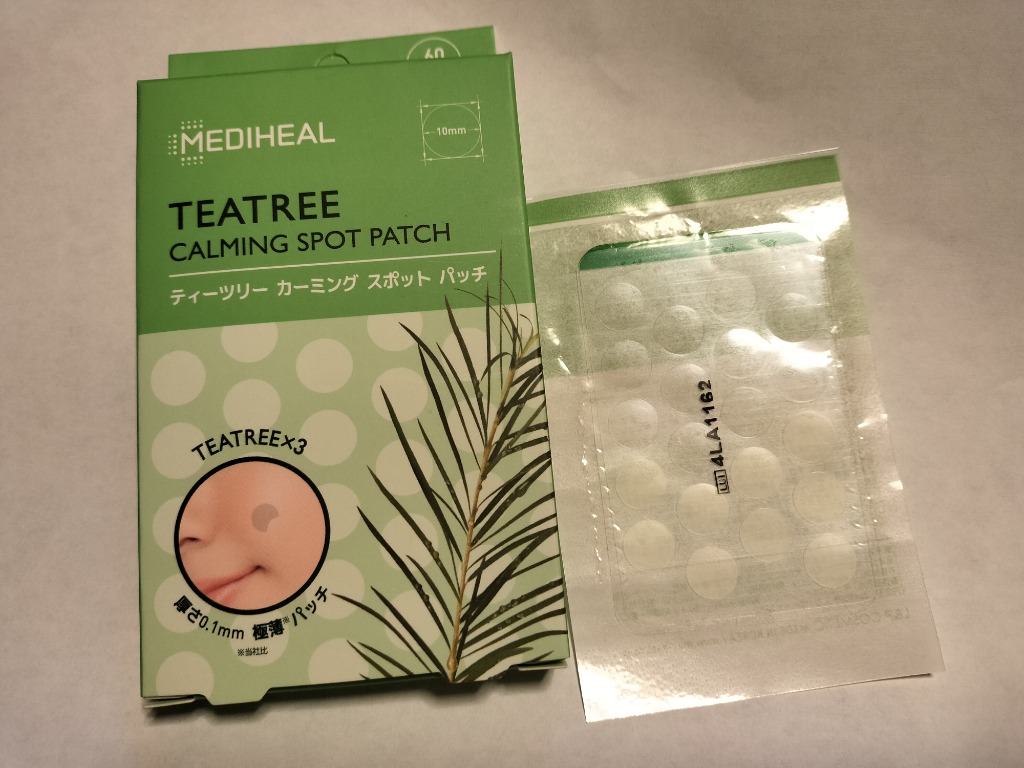 60
MEDIHEAL
10mm
TEATREE
CALMING SPOT PATCH
ティーツリー カーミング スポット パッチ
TEATREE×3
厚さ0.1mm 極薄※パッチ
※当社比
LOT 4LA1162